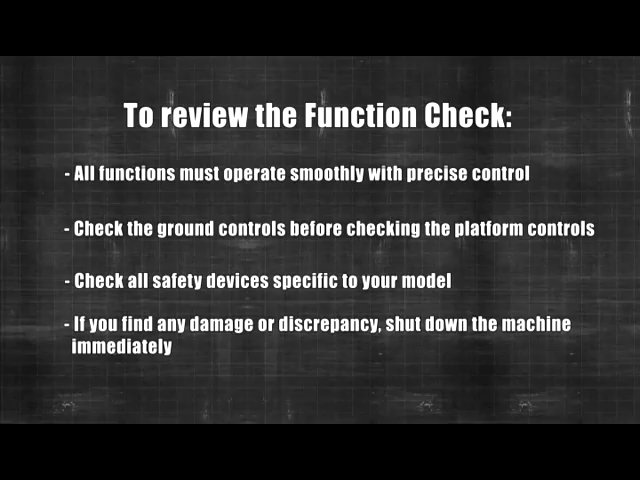 To review the Function Check:
- All functions must operate smoothly with precise control
- Check the ground controls before checking the platform controls
- Check all safety devices specific to your model
- If you find any damage or discrepancy, shut down the machine
immediately